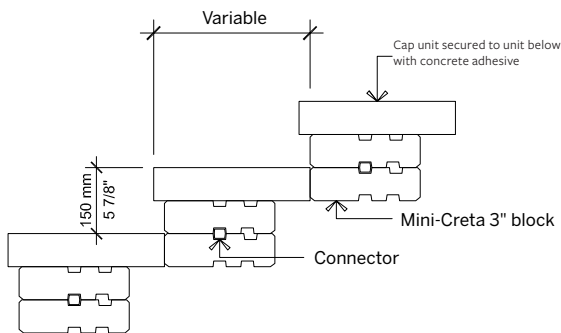 Variable
Cap unit secured to unit below
with concrete adhesive
150 mm
5 7/8"
Mini-Creta 3" block
Connector